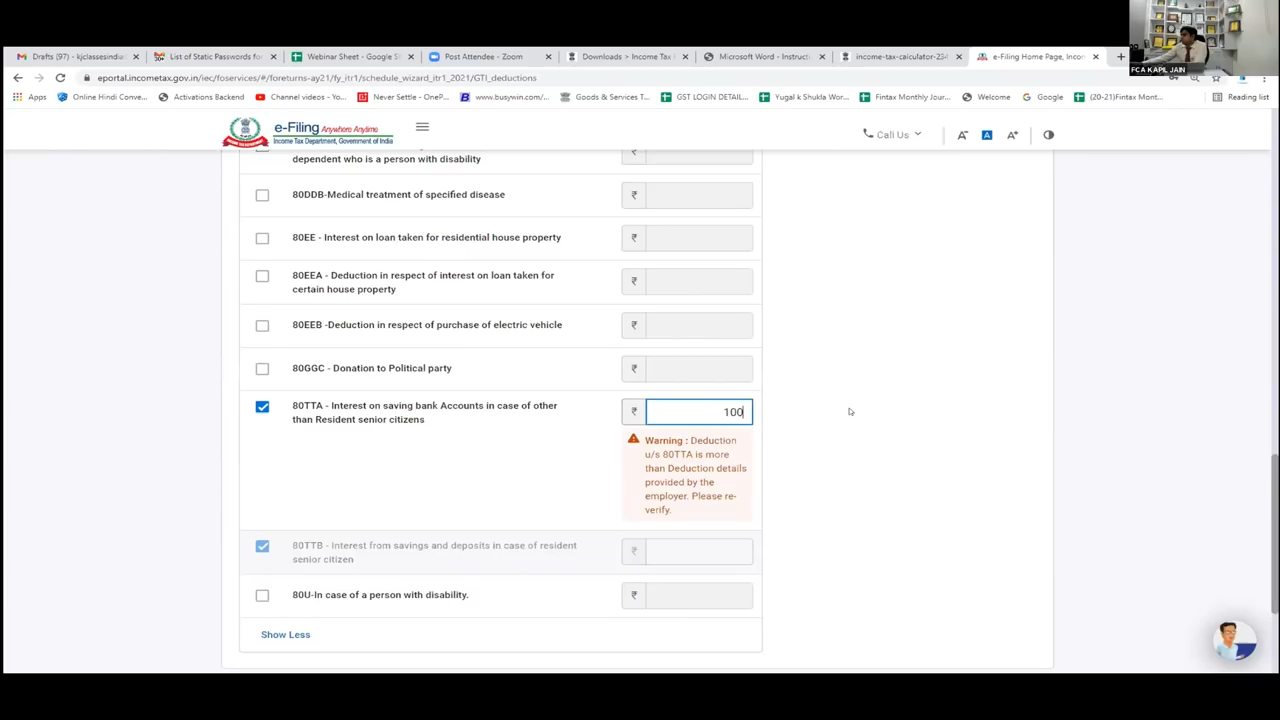 Drafts (97) - kjclassesindia
List of Static Passwords for
Webinar Sheet - Google S
Post Attendee - Zoom
Downloads > Income Tax
Microsoft Word - Instruct
income-tax-calculator-234
e-Filing Home Page, Incom
FCA KAPIL JAIN
eportal.incometax.gov.in/iec/foservices/#/foreturns-ay21/fy_itr1/schedule_wizard_itr1_2021/GTI_deductions
Apps
Online Hindi Conve...
Activations Backend
Channel videos - Yo...
Never Settle - OneP...
www.busywin.com/...
Goods & Services T...
GST LOGIN DETAIL...
Yugal k Shukla Wor...
Fintax Monthly Jour...
Welcome
Google
(20-21)Fintax Mont...
Reading list
e-Filing Anywhere Anytime
Income Tax Department, Government of India
Call Us
A-
A
A+
dependent who is a person with disability
₹
80DDB-Medical treatment of specified disease
₹
80EE - Interest on loan taken for residential house property
₹
80EEA - Deduction in respect of interest on loan taken for
certain house property
₹
80EEB -Deduction in respect of purchase of electric vehicle
₹
80GGC - Donation to Political party
₹
80TTA - Interest on saving bank Accounts in case of other
than Resident senior citizens
₹ 100
Warning : Deduction
u/s 80TTA is more
than Deduction details
provided by the
employer. Please re-
verify.
80TTB - Interest from savings and deposits in case of resident
senior citizen
₹
80U-In case of a person with disability.
₹
Show Less